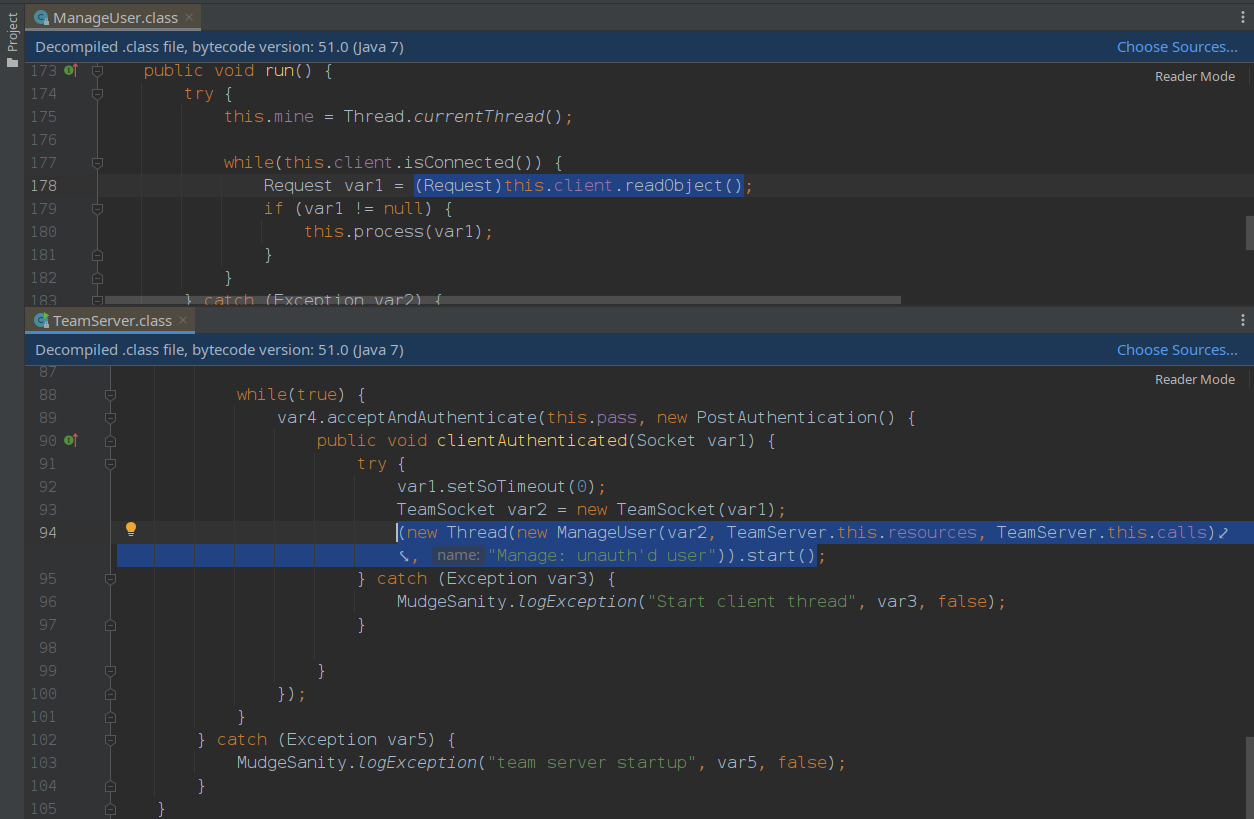 Project
ManageUser.class
Decompiled .class file, bytecode version: 51.0 (Java 7)
Choose Sources...
Reader Mode
173 public void run() {
174 try {
175 this.mine = Thread.currentThread();
176
177 while(this.client.isConnected()) {
178 Request var1 = (Request)this.client.readObject();
179 if (var1 != null) {
180 this.process(var1);
181 }
182 }
183 } catch (Exception var2) {
TeamServer.class
Decompiled .class file, bytecode version: 51.0 (Java 7)
Choose Sources...
Reader Mode
87
88 while(true) {
89 var4.acceptAndAuthenticate(this.pass, new PostAuthentication() {
90 public void clientAuthenticated(Socket var1) {
91 try {
92 var1.setSoTimeout(0);
93 TeamSocket var2 = new TeamSocket(var1);
94 (new Thread(new ManageUser(var2, TeamServer.this.resources, TeamServer.this.calls)
, name: "Manage: unauth'd user")).start();
95 } catch (Exception var3) {
96 MudgeSanity.logException("Start client thread", var3, false);
97 }
98
99 }
100 });
101 }
102 } catch (Exception var5) {
103 MudgeSanity.logException("team server startup", var5, false);
104 }
105 }